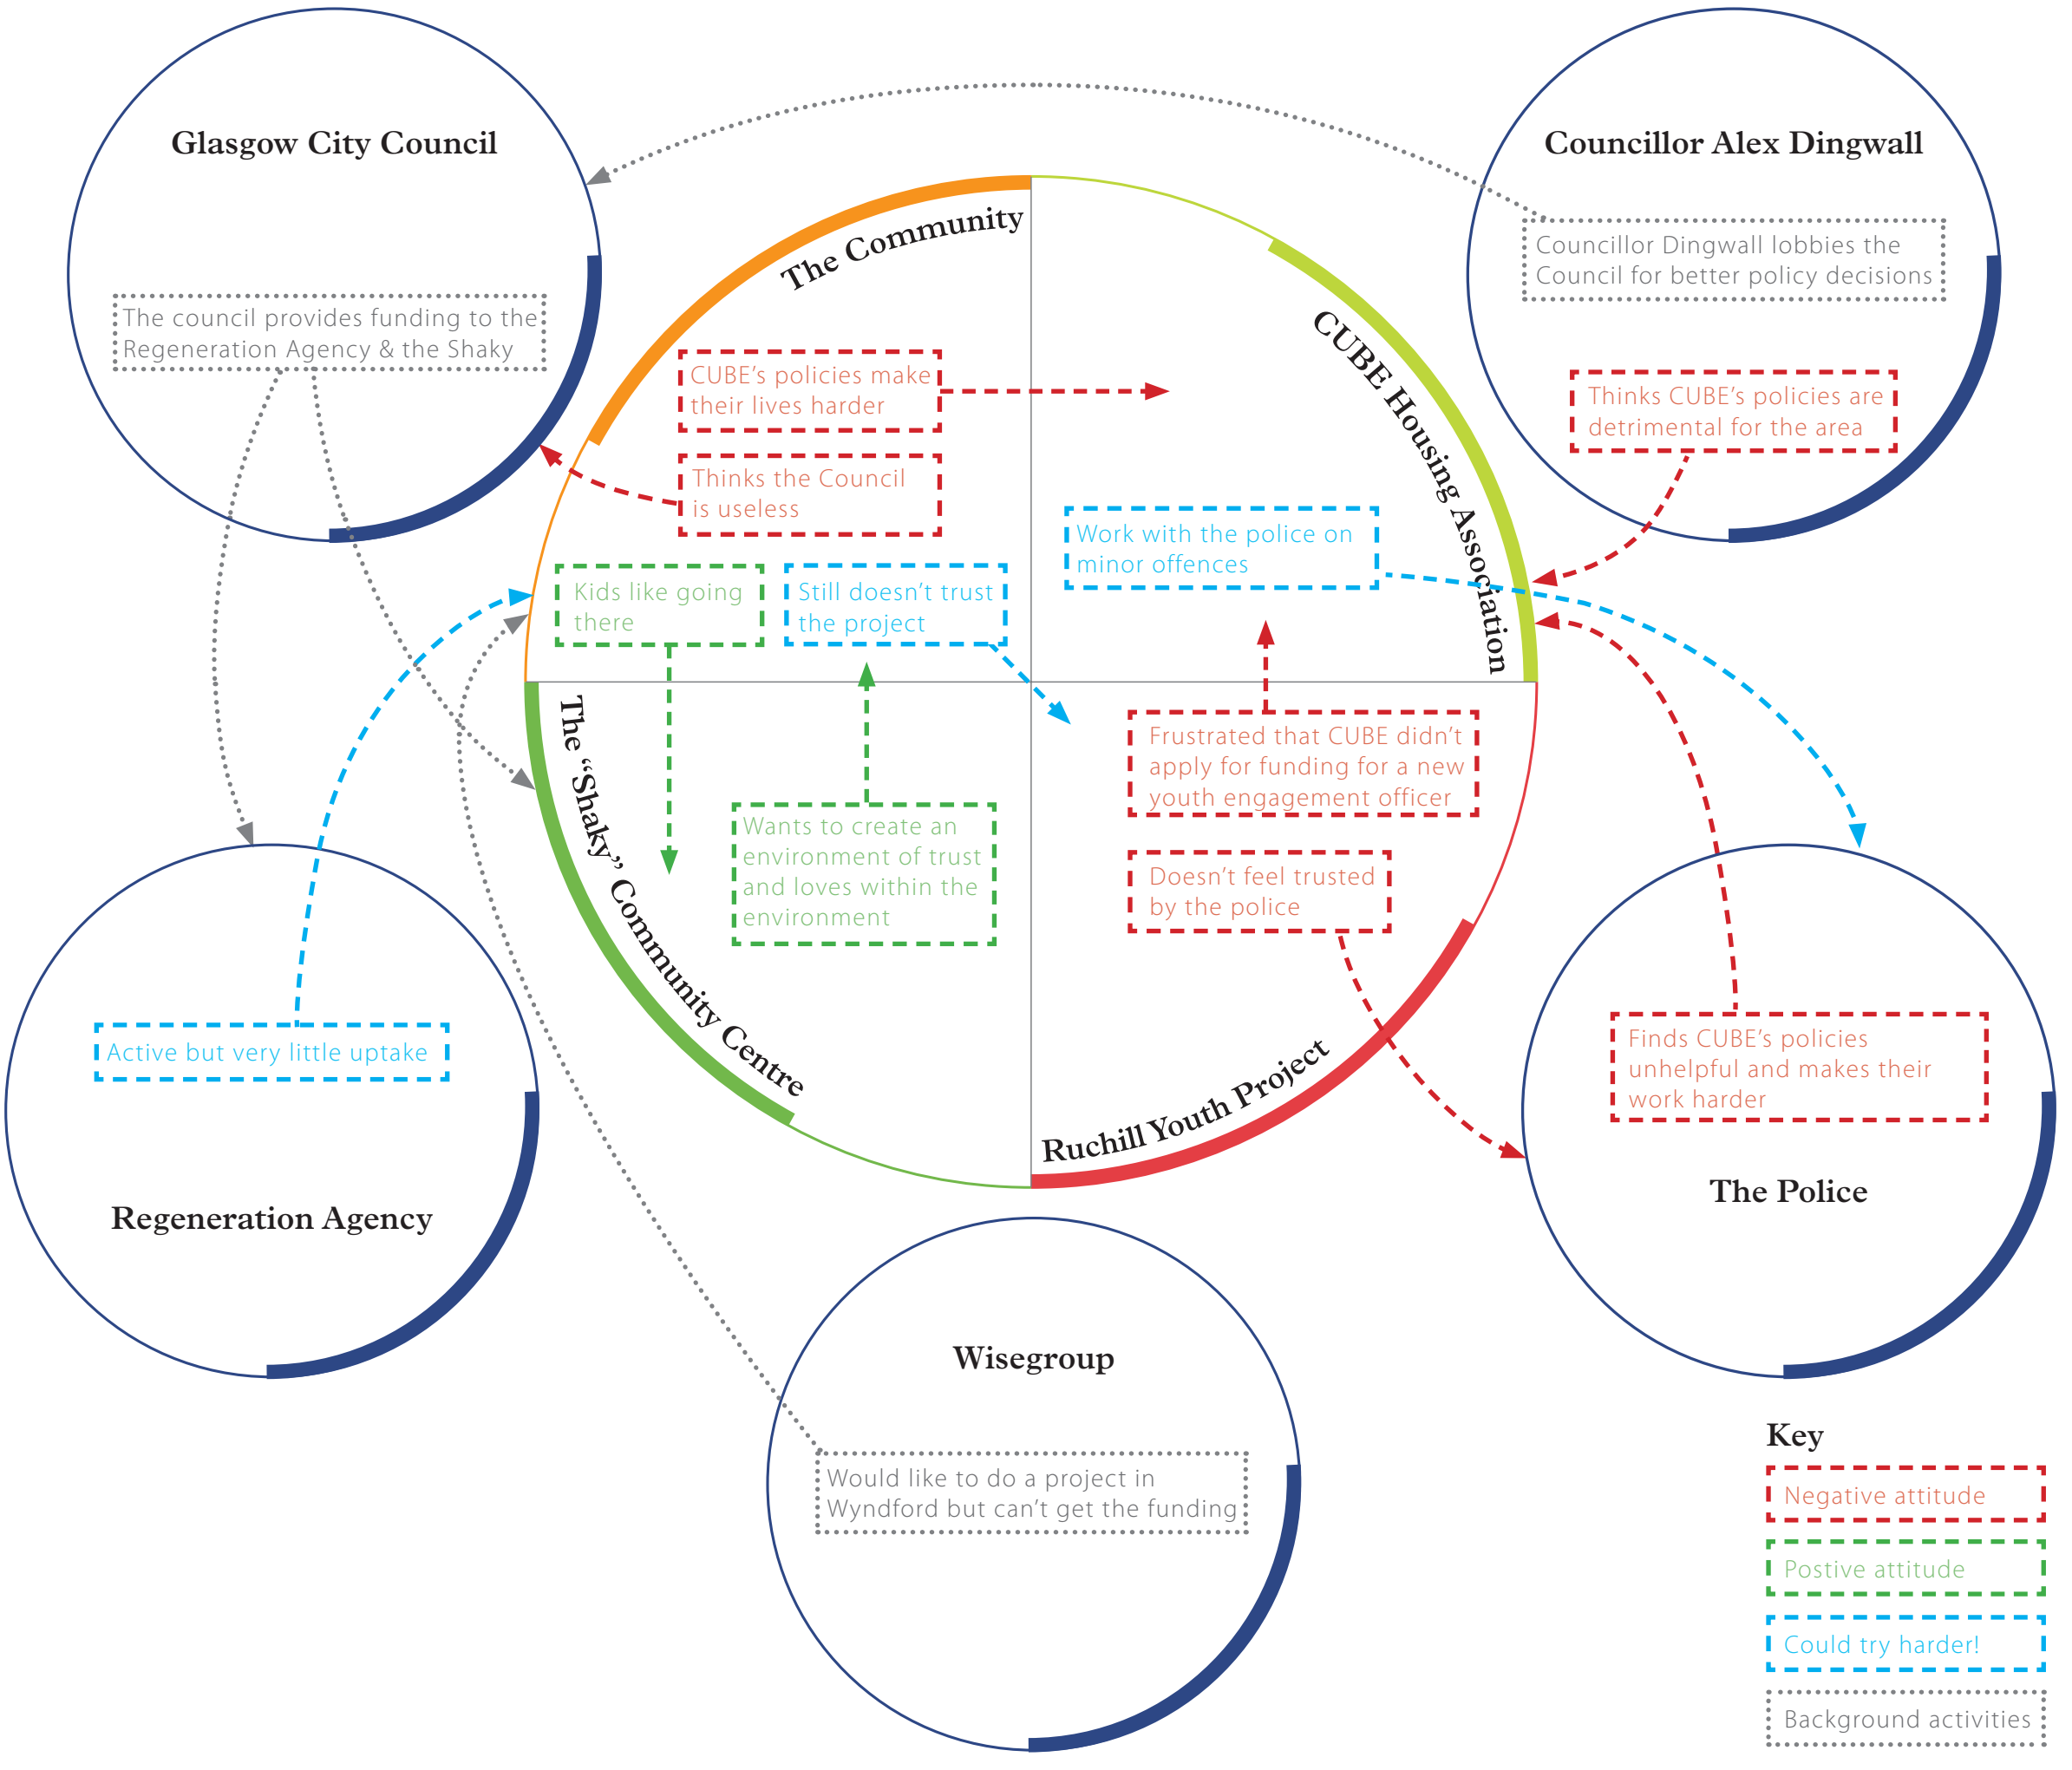 Glasgow City Council
The council provides funding to the
Regeneration Agency & the Shaky
Councillor Alex Dingwall
Councillor Dingwall lobbies the
Council for better policy decisions
Thinks CUBE’s policies are
detrimental for the area
The Community
CUBE’s policies make
their lives harder
Thinks the Council
is useless
Kids like going
there
Still doesn’t trust
the project
CUBE Housing Association
Work with the police on
minor offences
The “Shaky” Community Centre
Wants to create an
environment of trust
and loves within the
environment
Ruchill Youth Project
Frustrated that CUBE didn’t
apply for funding for a new
youth engagement officer
Doesn’t feel trusted
by the police
Active but very little uptake
Regeneration Agency
Finds CUBE’s policies
unhelpful and makes their
work harder
The Police
Wisegroup
Would like to do a project in
Wyndford but can’t get the funding
Key
Negative attitude
Postive attitude
Could try harder!
Background activities